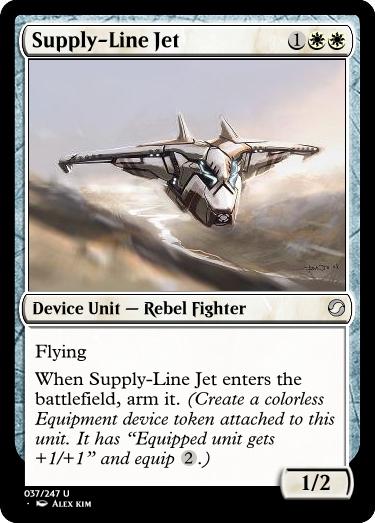 Supply-Line Jet 1
Device Unit — Rebel Fighter
Flying
When Supply-Line Jet enters the
battlefield, arm it. (Create a colorless
Equipment device token attached to this
unit. It has “Equipped unit gets
+1/+1” and equip 2.)
1/2
037/247 U
· ALEX KIM